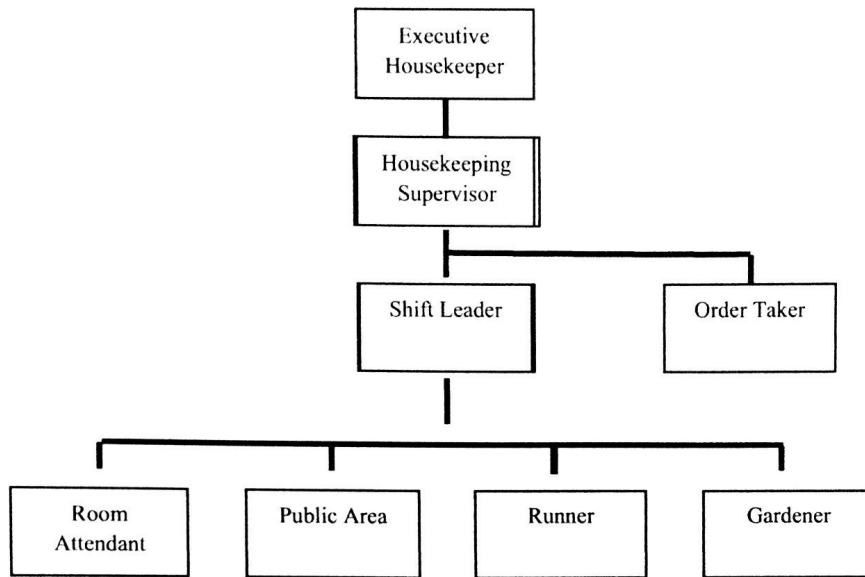 Executive
Housekeeper
Housekeeping
Supervisor
Shift Leader
Order Taker
Room
Attendant
Public Area
Runner
Gardener